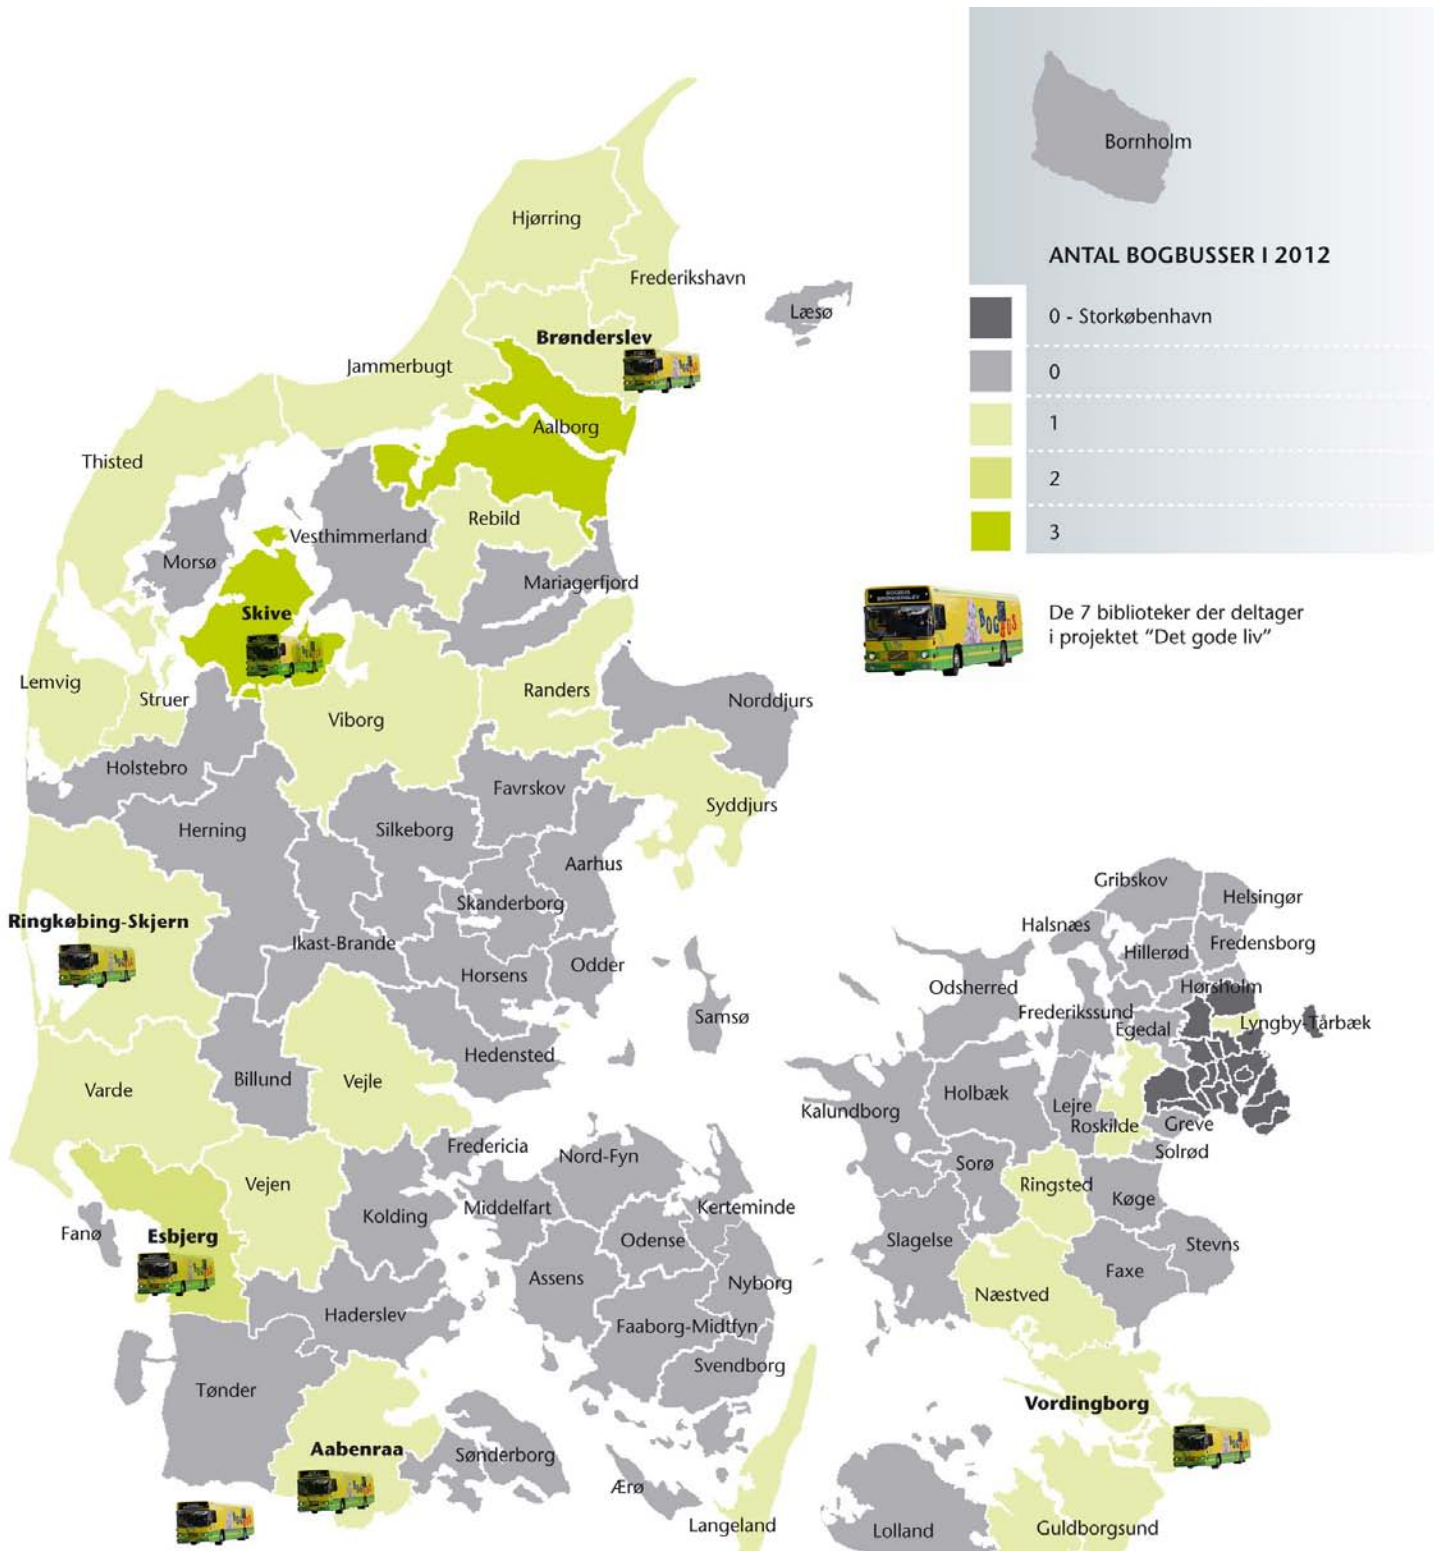 Bornholm
ANTAL BOGBUSSER I 2012
0 - Storkøbenhavn
0
1
2
3
De 7 biblioteker der deltager
i projektet "Det gode liv"
Hjørring
Frederikshavn
Læsø
Brønderslev
Jammerbugt
Aalborg
Thisted
Rebild
Vesthimmerland
Morsø
Mariagerfjord
Skive
Lemvig
Struer
Randers
Norddjurs
Viborg
Holstebro
Favrskov
Syddjurs
Herning
Silkeborg
Aarhus
Gribskov
Helsingør
Skanderborg
Ringkøbing-Skjern
Halsnæs
Ikast-Brande
Hillerød
Fredensborg
Horsens
Odder
Odsherred
Hørsholm
Samsø
Frederikssund
Egedal
Lyngby-Tårbæk
Hedensted
Billund
Vejle
Varde
Holbæk
Kalundborg
Lejre
Roskilde
Greve
Fredericia
Nord-Fyn
Solrød
Sorø
Vejen
Ringsted
Køge
Kolding
Middelfart
Kerteminde
Fanø
Esbjerg
Odense
Slagelse
Stevns
Assens
Nyborg
Faxe
Næstved
Haderslev
Faaborg-Midtfyn
Svendborg
Tønder
Vordingborg
Aabenraa
Sønderborg
Ærø
Langeland
Lolland
Guldborgsund